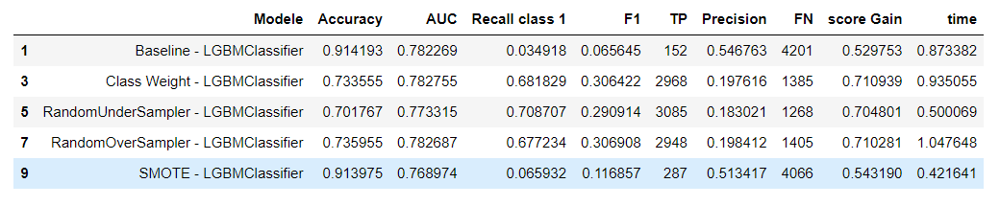 Modele Accuracy AUC Recall class 1 F1 TP Precision FN score Gain time
1 Baseline - LGBMClassifier 0.914193 0.782269 0.034918 0.065645 152 0.546763 4201 0.529753 0.873382
3 Class Weight - LGBMClassifier 0.733555 0.782755 0.681829 0.306422 2968 0.197616 1385 0.710939 0.935055
5 RandomUnderSampler - LGBMClassifier 0.701767 0.773315 0.708707 0.290914 3085 0.183021 1268 0.704801 0.500069
7 RandomOverSampler - LGBMClassifier 0.735955 0.782687 0.677234 0.306908 2948 0.198412 1405 0.710281 1.047648
9 SMOTE - LGBMClassifier 0.913975 0.768974 0.065932 0.116857 287 0.513417 4066 0.543190 0.421641